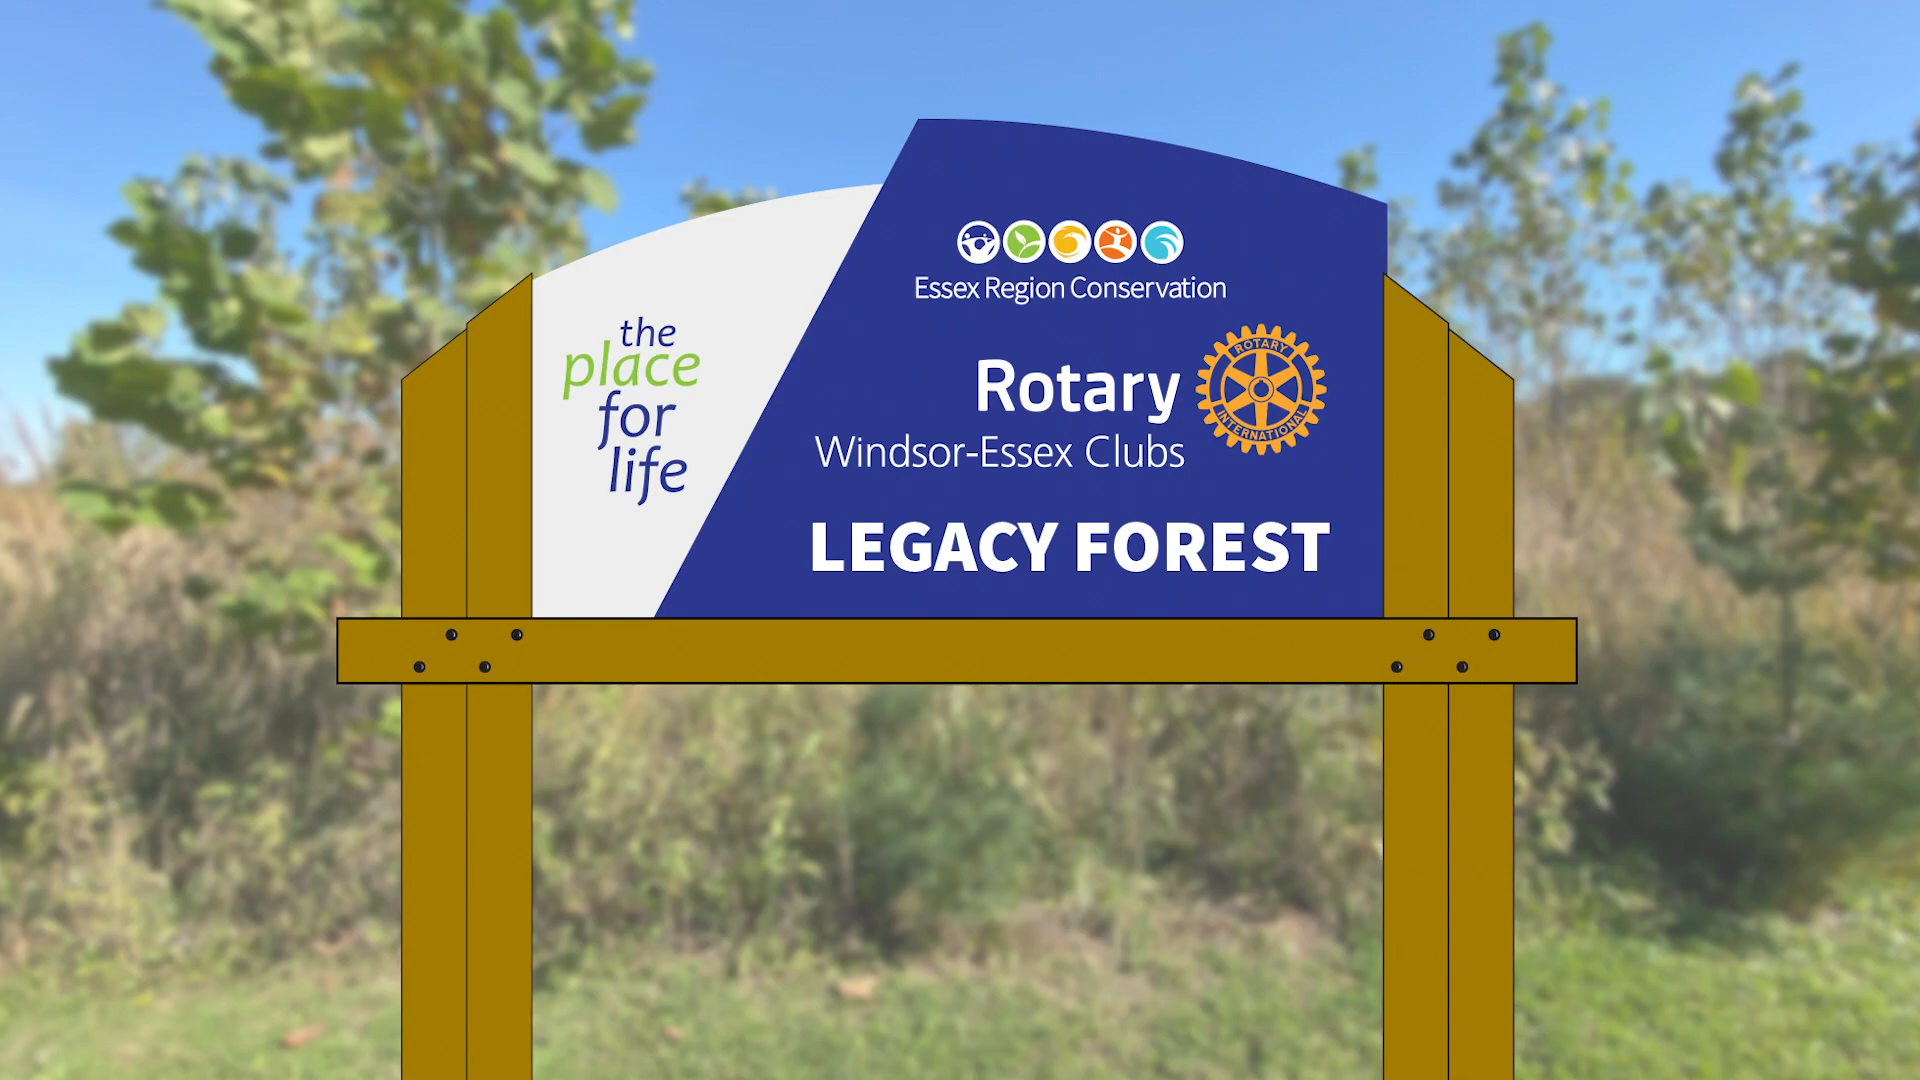 the
place
for
life
Essex Region Conservation
Rotary
ROTARY
INTERNATIONAL
Windsor-Essex Clubs
LEGACY FOREST